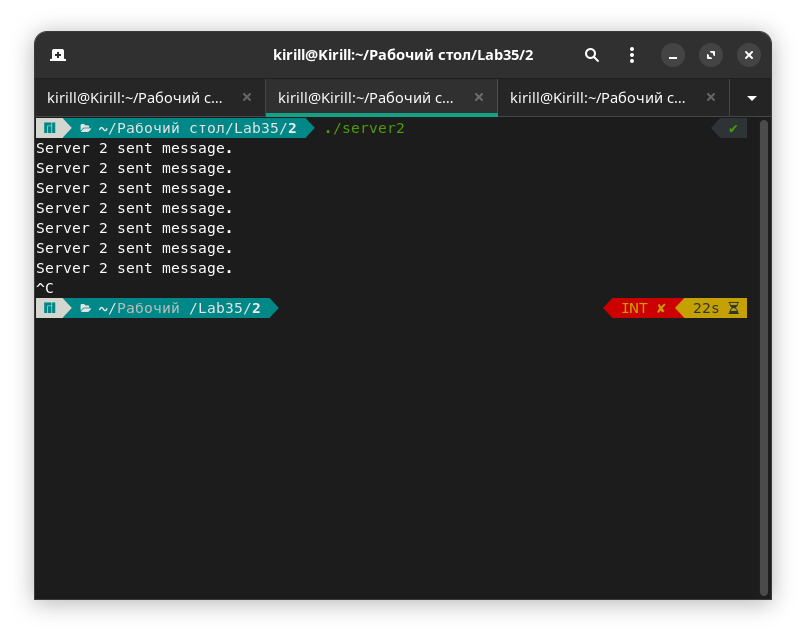 kirill@Kirill:~/Рабочий стол/Lab35/2
kirill@Kirill:~/Рабочий с...
kirill@Kirill:~/Рабочий с...
kirill@Kirill:~/Рабочий с...
~/Рабочий стол/Lab35/2 ./server2 ✔
Server 2 sent message.
Server 2 sent message.
Server 2 sent message.
Server 2 sent message.
Server 2 sent message.
Server 2 sent message.
Server 2 sent message.
^C
~/Рабочий /Lab35/2 INT ✘ 22s